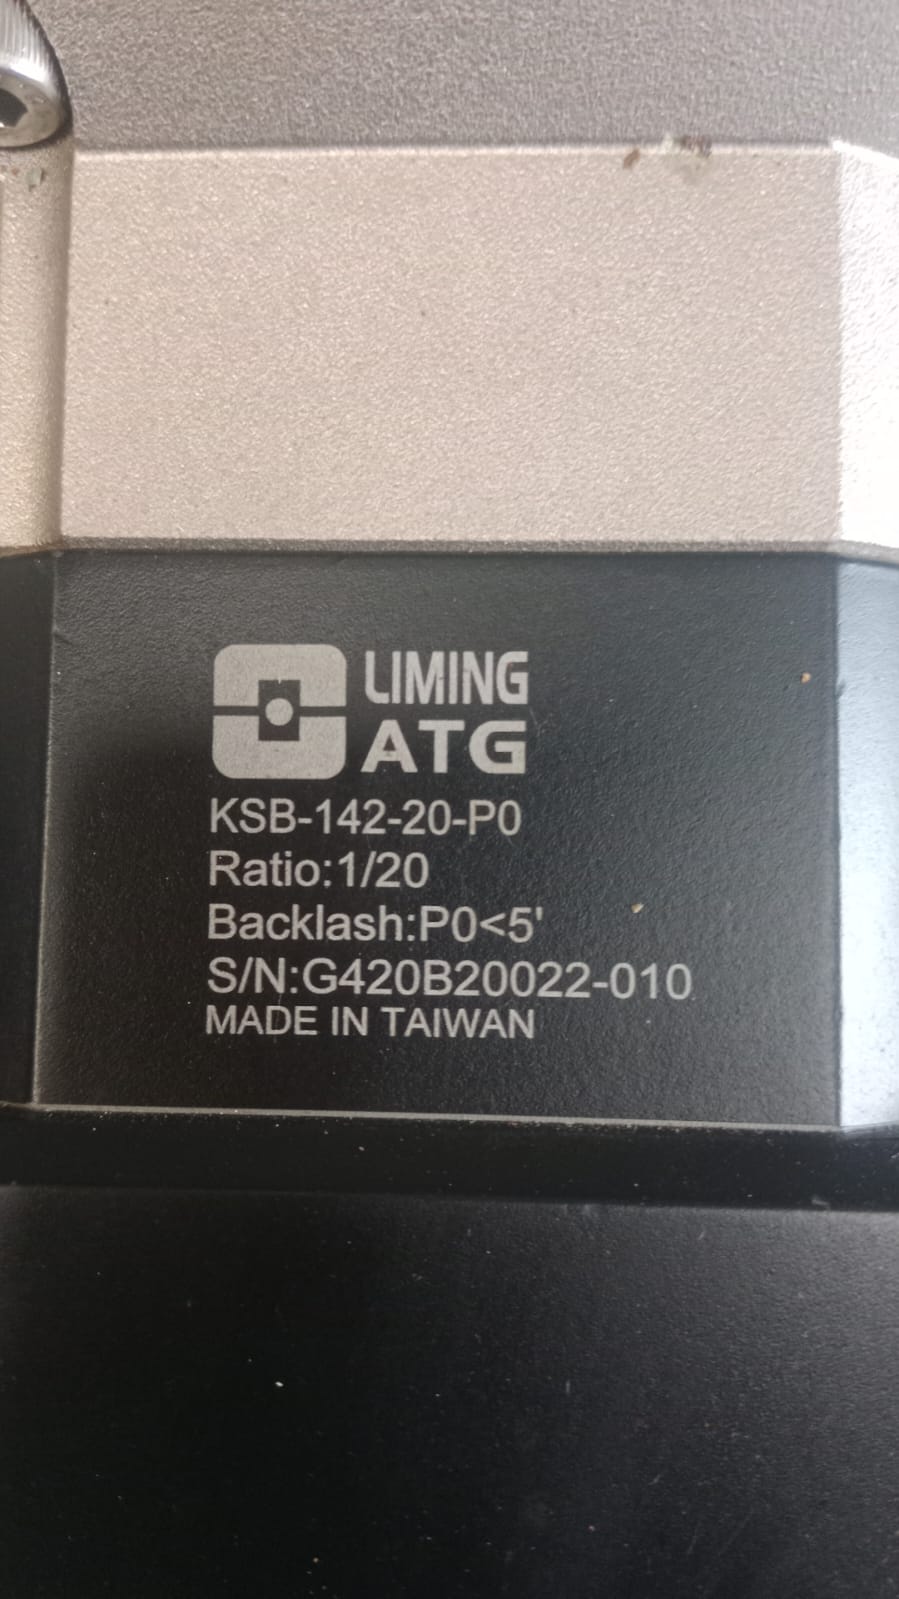 LIMING
ATG
KSB-142-20-P0
Ratio:1/20
Backlash:P0<5'
S/N:G420B20022-010
MADE IN TAIWAN